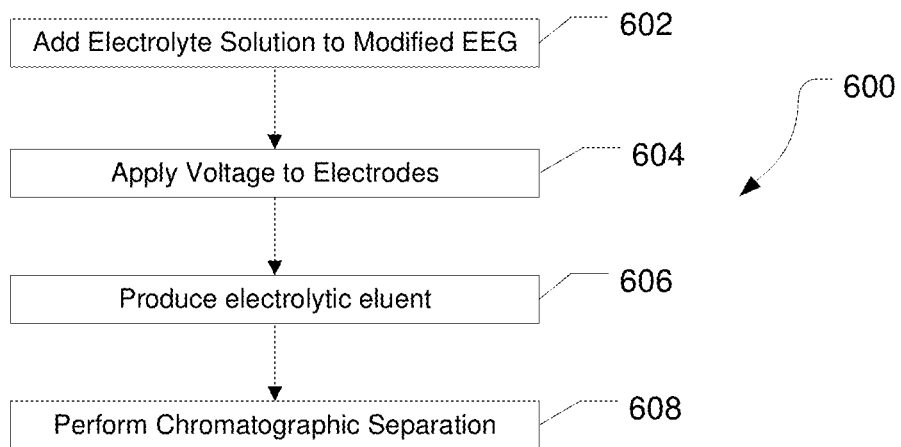 Add Electrolyte Solution to Modified EEG
602
600
Apply Voltage to Electrodes
604
Produce electrolytic eluent
606
Perform Chromatographic Separation
608